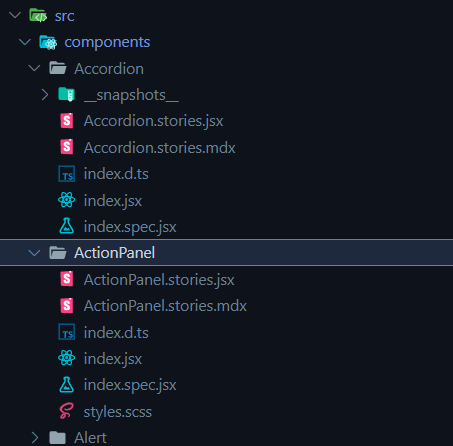 src
components
Accordion
__snapshots__
Accordion.stories.jsx
Accordion.stories.mdx
TS index.d.ts
index.jsx
index.spec.jsx
ActionPanel
ActionPanel.stories.jsx
ActionPanel.stories.mdx
TS index.d.ts
index.jsx
index.spec.jsx
styles.scss
Alert